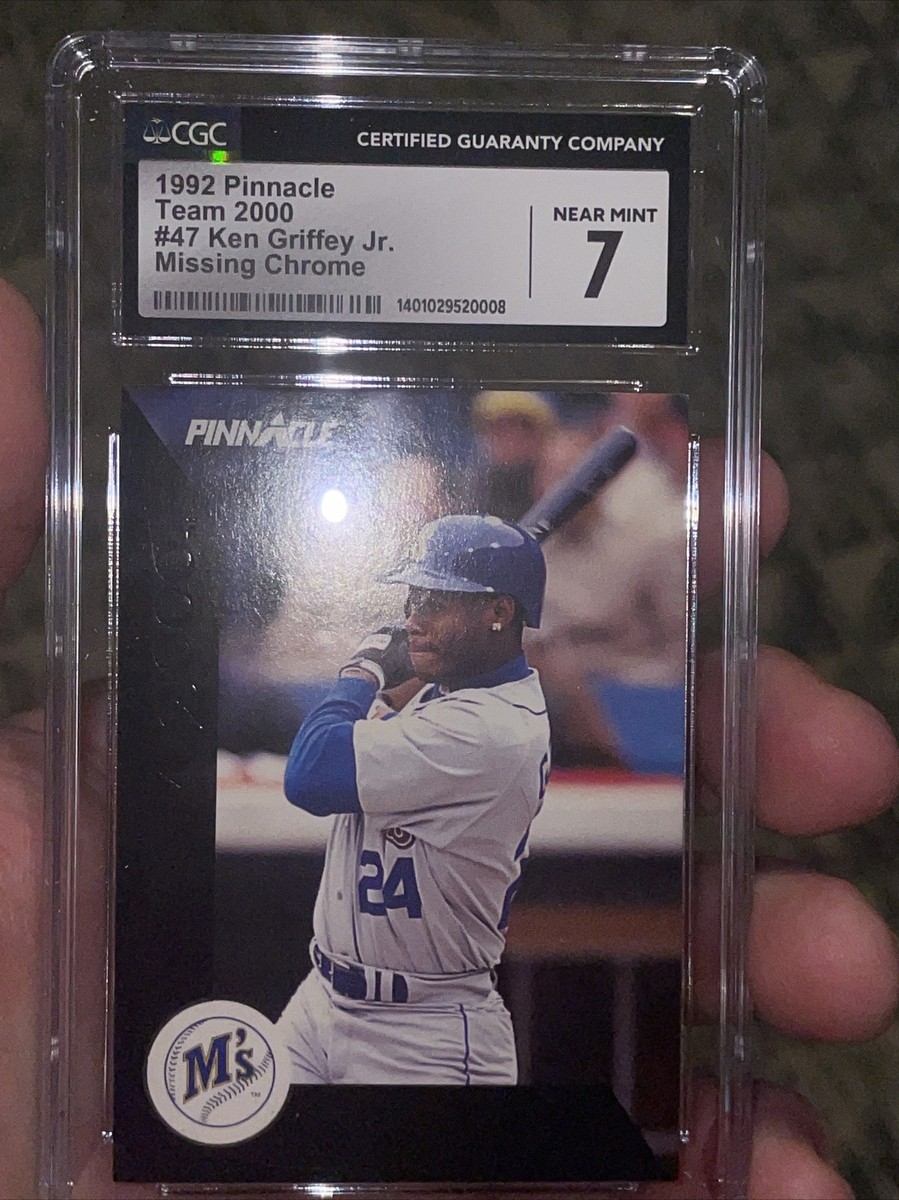 CGC
CERTIFIED GUARANTY COMPANY
1992 Pinnacle
Team 2000
#47 Ken Griffey Jr.
Missing Chrome
NEAR MINT
7
1401029520008
PINNACLE
24
M's
TM